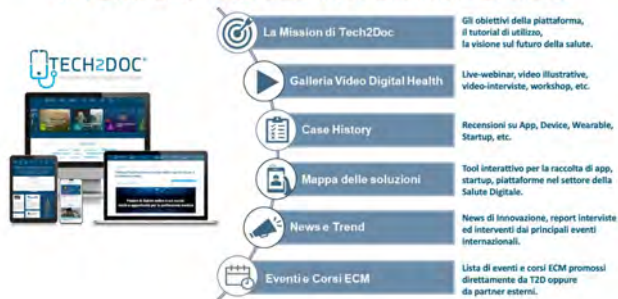 TECH2DOC®
La Mission di Tech2Doc
Gli obiettivi della piattaforma,
il tutorial di utilizzo,
la visione sul futuro della salute.
Galleria Video Digital Health
Live-webinar, video illustrative,
video-interviste, workshop, etc.
Case History
Recensioni su App, Device, Wearable,
Startup, etc.
Mappa delle soluzioni
Tool interattivo per la raccolta di app,
startup, piattaforme nel settore della
Salute Digitale.
News e Trend
News di Innovazione, report interviste
ed interventi dai principali eventi
internazionali.
Eventi e Corsi ECM
Lista di eventi e corsi ECM promossi
direttamente da T2D oppure
da partner esterni.